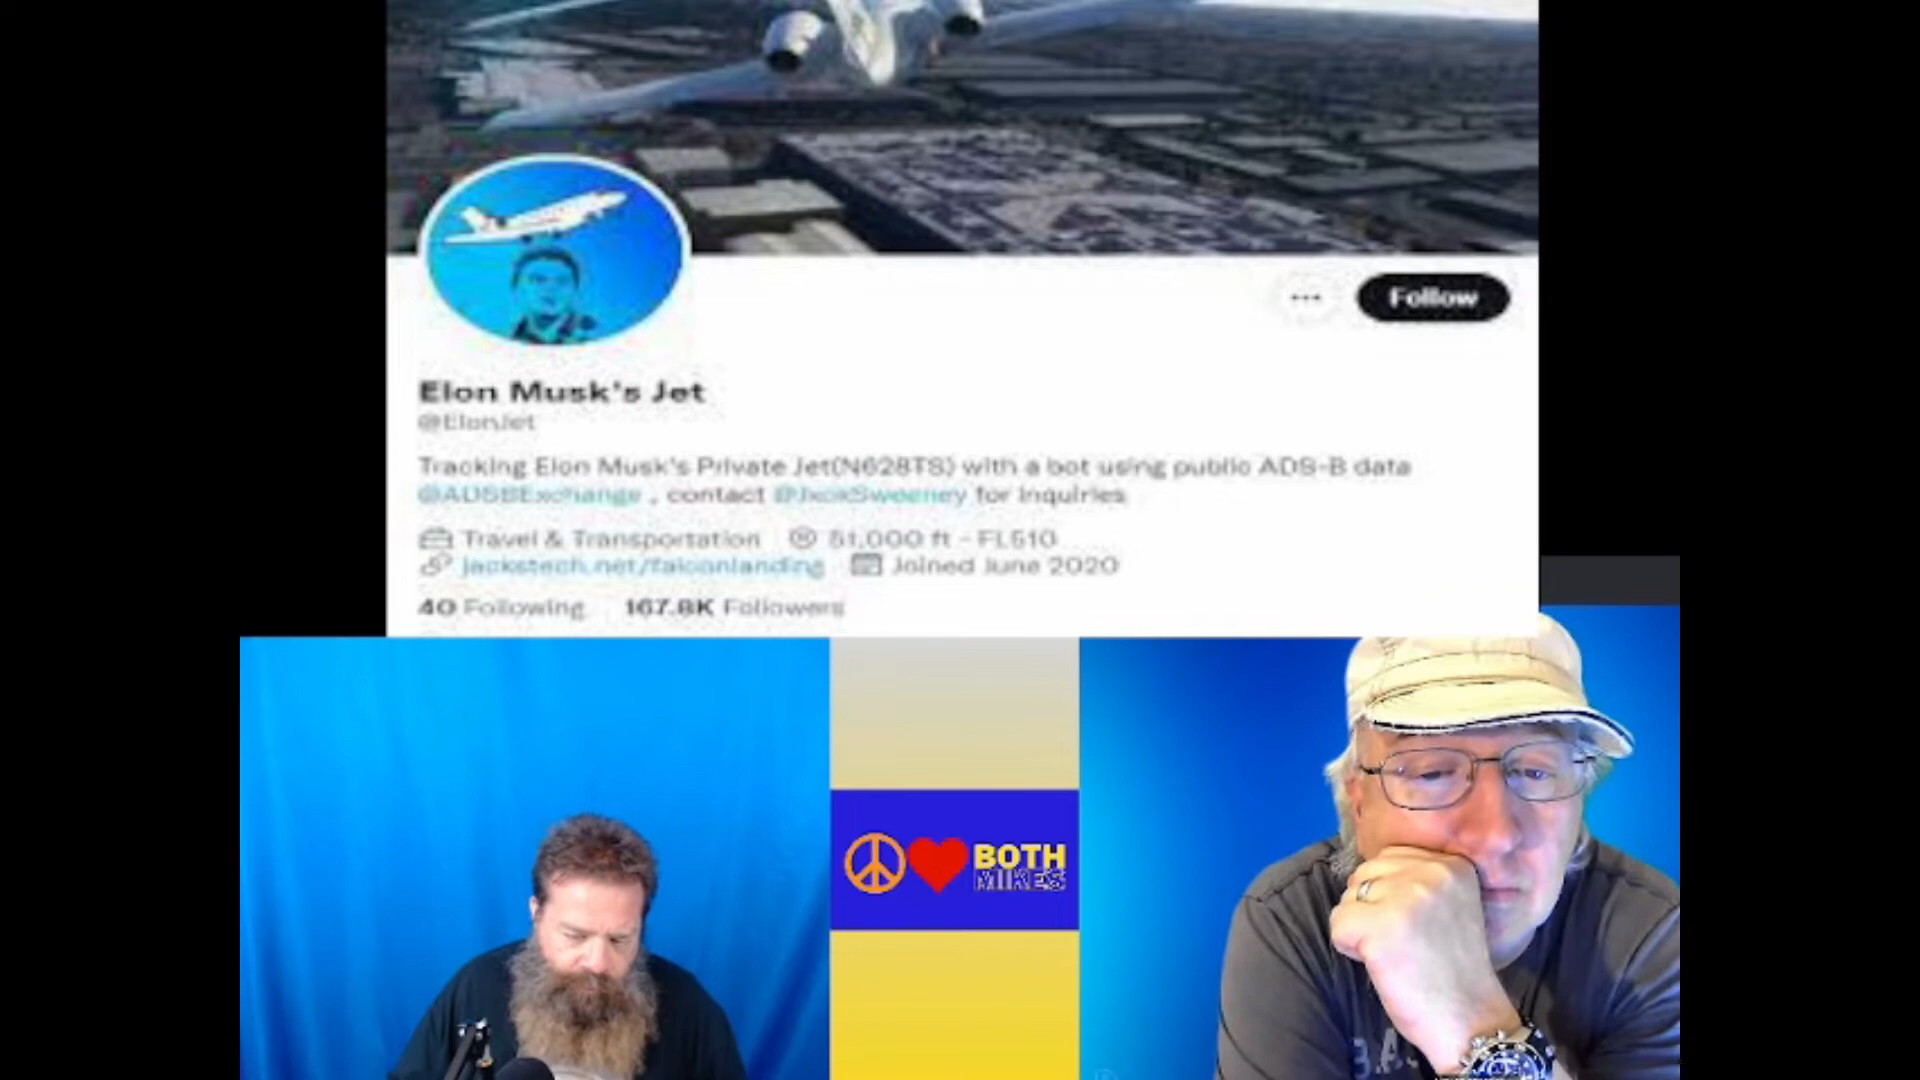 Follow
Elon Musk's Jet
@ElonJet
Tracking Elon Musk's Private Jet(N628TS) with a bot using public ADS-B data
@ADSBExchange , contact @JxckSweeney for inquiries
Travel & Transportation 51,000 ft - FL510
jackstech.net/falconlanding Joined June 2020
40 Following 167.8K Followers
BOTH
MIKES